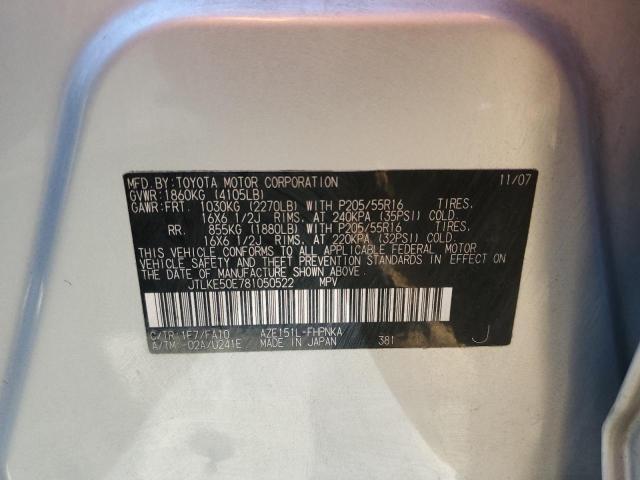 MFD. BY: TOYOTA MOTOR CORPORATION 11/07
GVWR: 1860KG (4105LB)
GAWR: FRT 1030KG (2270LB) WITH P205/55R16 TIRES.
16X6 1/2J RIMS. AT 240KPA (35PSI) COLD.
RR. 855KG (1880LB) WITH P205/55R16 TIRES.
16X6 1/2J RIMS. AT 220KPA (32PSI) COLD.
THIS VEHICLE CONFORMS TO ALL APPLICABLE FEDERAL MOTOR
VEHICLE SAFETY AND THEFT PREVENTION STANDARDS IN EFFECT ON
THE DATE OF MANUFACTURE SHOWN ABOVE.
JTLKE50E781050522 MPV
C/TR: 1F7/FA10 AZE151L-FHPNKA
A/TM: -02A/U241E MADE IN JAPAN 381 J